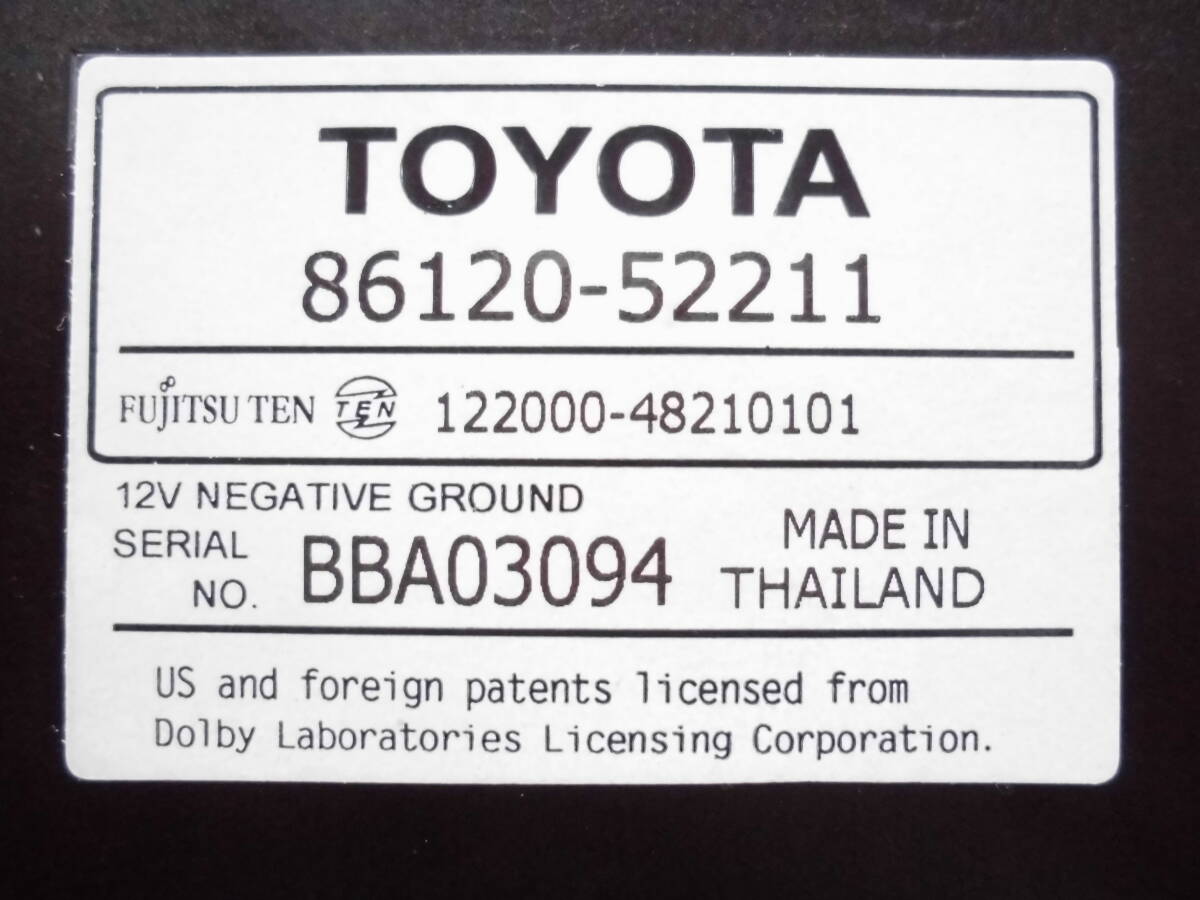 TOYOTA
86120-52211
FUJITSU TEN TEN 122000-48210101
12V NEGATIVE GROUND
SERIAL NO. BBA03094
MADE IN THAILAND
US and foreign patents licensed from
Dolby Laboratories Licensing Corporation.